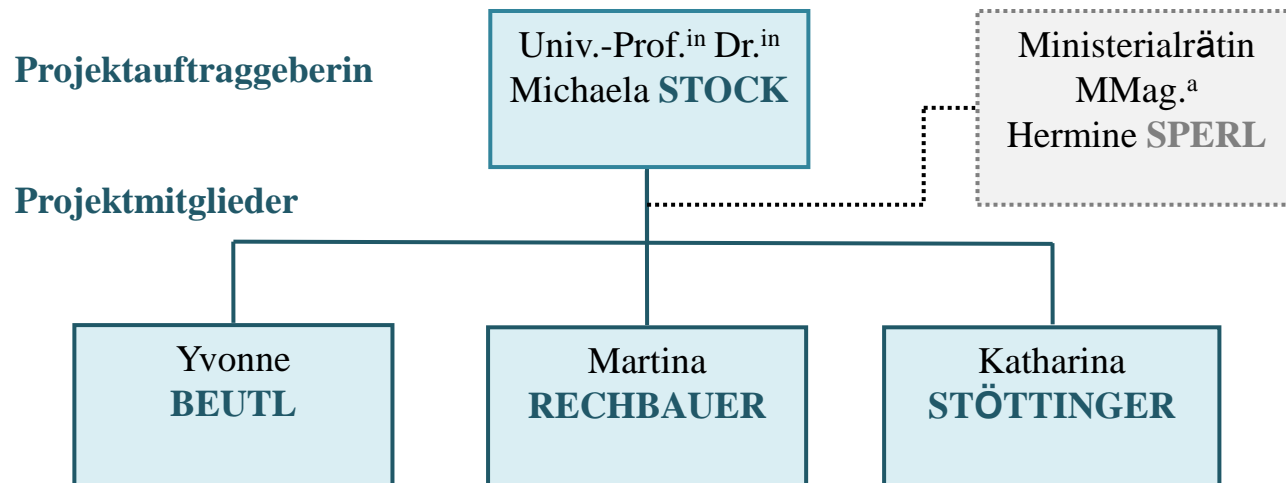 Projektauftraggeberin
Univ.-Prof.ⁱⁿ Dr.ⁱⁿ
Michaela STOCK
Ministerialrätin
MMag.ᵃ
Hermine SPERL
Projektmitglieder
Yvonne
BEUTL
Martina
RECHBAUER
Katharina
STÖTTINGER